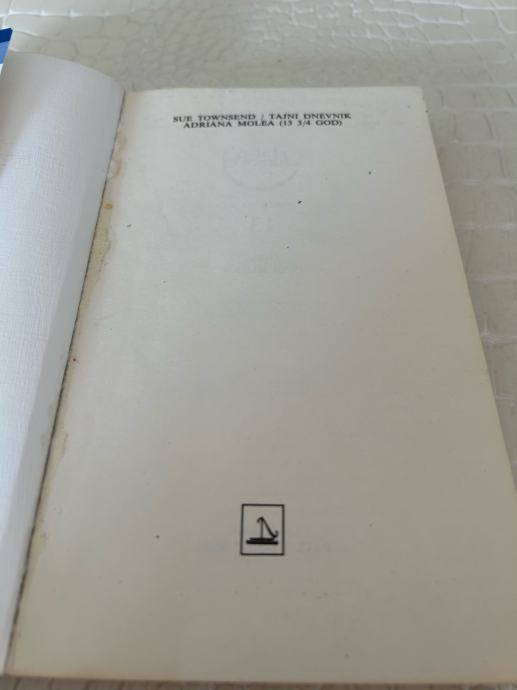 SUE TOWNSEND / TAJNI DNEVNIK
ADRIANA MOLEA (13 3/4 GOD)